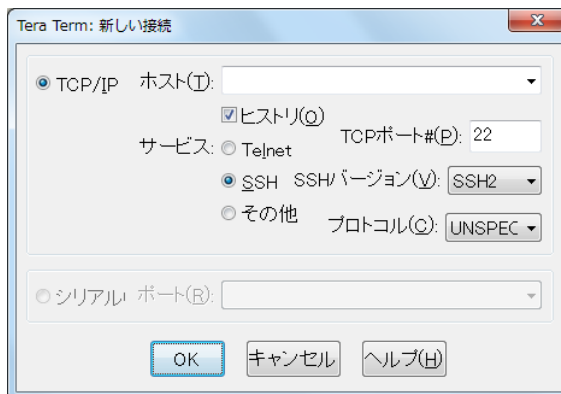 Tera Term: 新しい接続
TCP/IP ホスト(T):
ヒストリ(O)
サービス: Telnet TCPポート#(P): 22
SSH SSHバージョン(V): SSH2
その他 プロトコル(C): UNSPEC
シリアル ポート(R):
OK キャンセル ヘルプ(H)